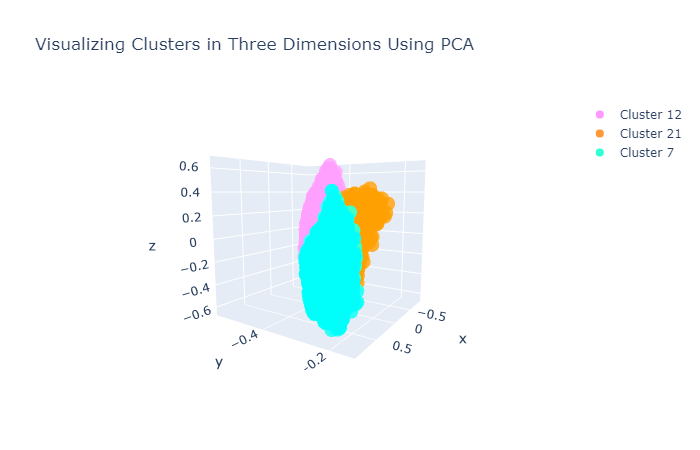 Visualizing Clusters in Three Dimensions Using PCA
Cluster 12
Cluster 21
Cluster 7
0.6
0.4
0.2
0
−0.2
−0.4
−0.6
z
−0.4
−0.2
y
−0.5
0
0.5
x